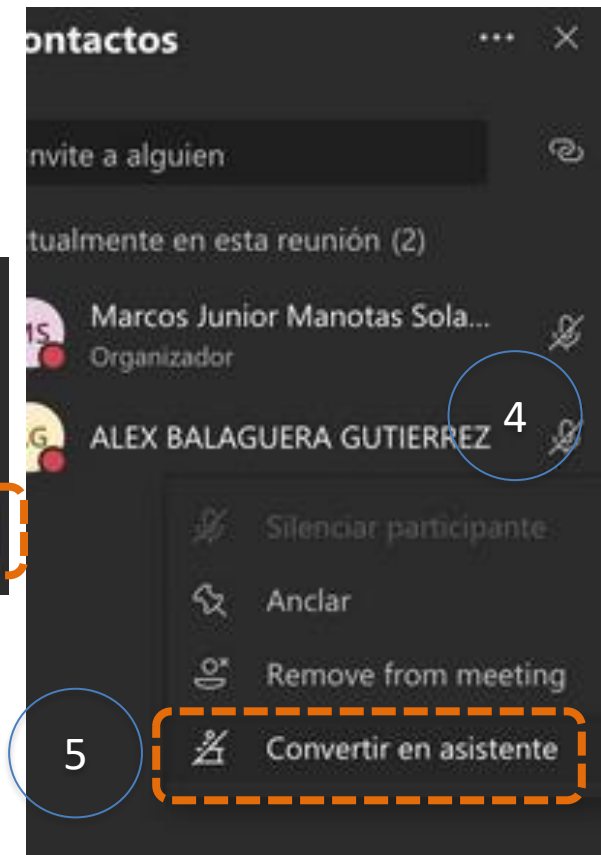 ontactos
nvite a alguien
tualmente en esta reunión (2)
MS
Marcos Junior Manotas Sola...
Organizador
AG
ALEX BALAGUERA GUTIERREZ
4
Silenciar participante
Anclar
Remove from meeting
5
Convertir en asistente